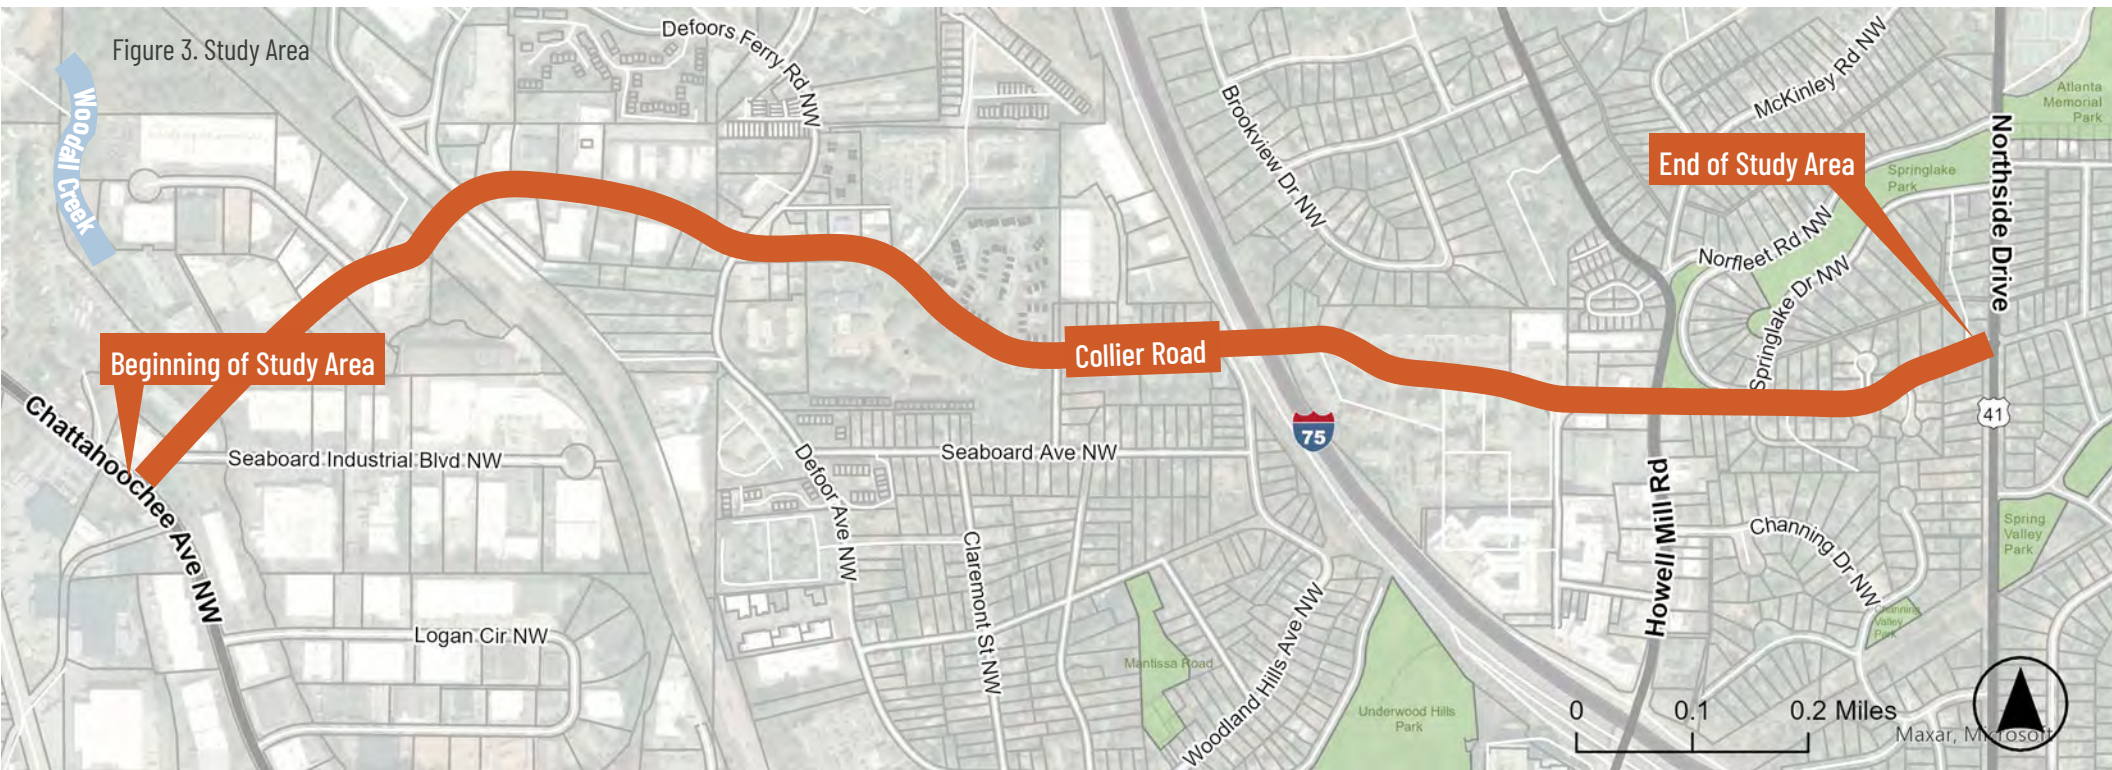 Figure 3. Study Area
Woodall Creek
Defoors Ferry Rd NW
Brookview Dr NW
McKinley Rd NW
Atlanta
Memorial
Park
Northside Drive
End of Study Area
Springlake
Park
Norfleet Rd NW
Springlake Dr NW
Beginning of Study Area
Collier Road
Chattahoochee Ave NW
Seaboard Industrial Blvd NW
Defoor Ave NW
Seaboard Ave NW
75
41
Howell Mill Rd
Claremont St NW
Channing Dr NW
Spring
Valley
Park
Channing
Valley
Park
Logan Cir NW
Mantissa Road
Woodland Hills Ave NW
Underwood Hills
Park
0 0.1 0.2 Miles
Maxar, Microsoft